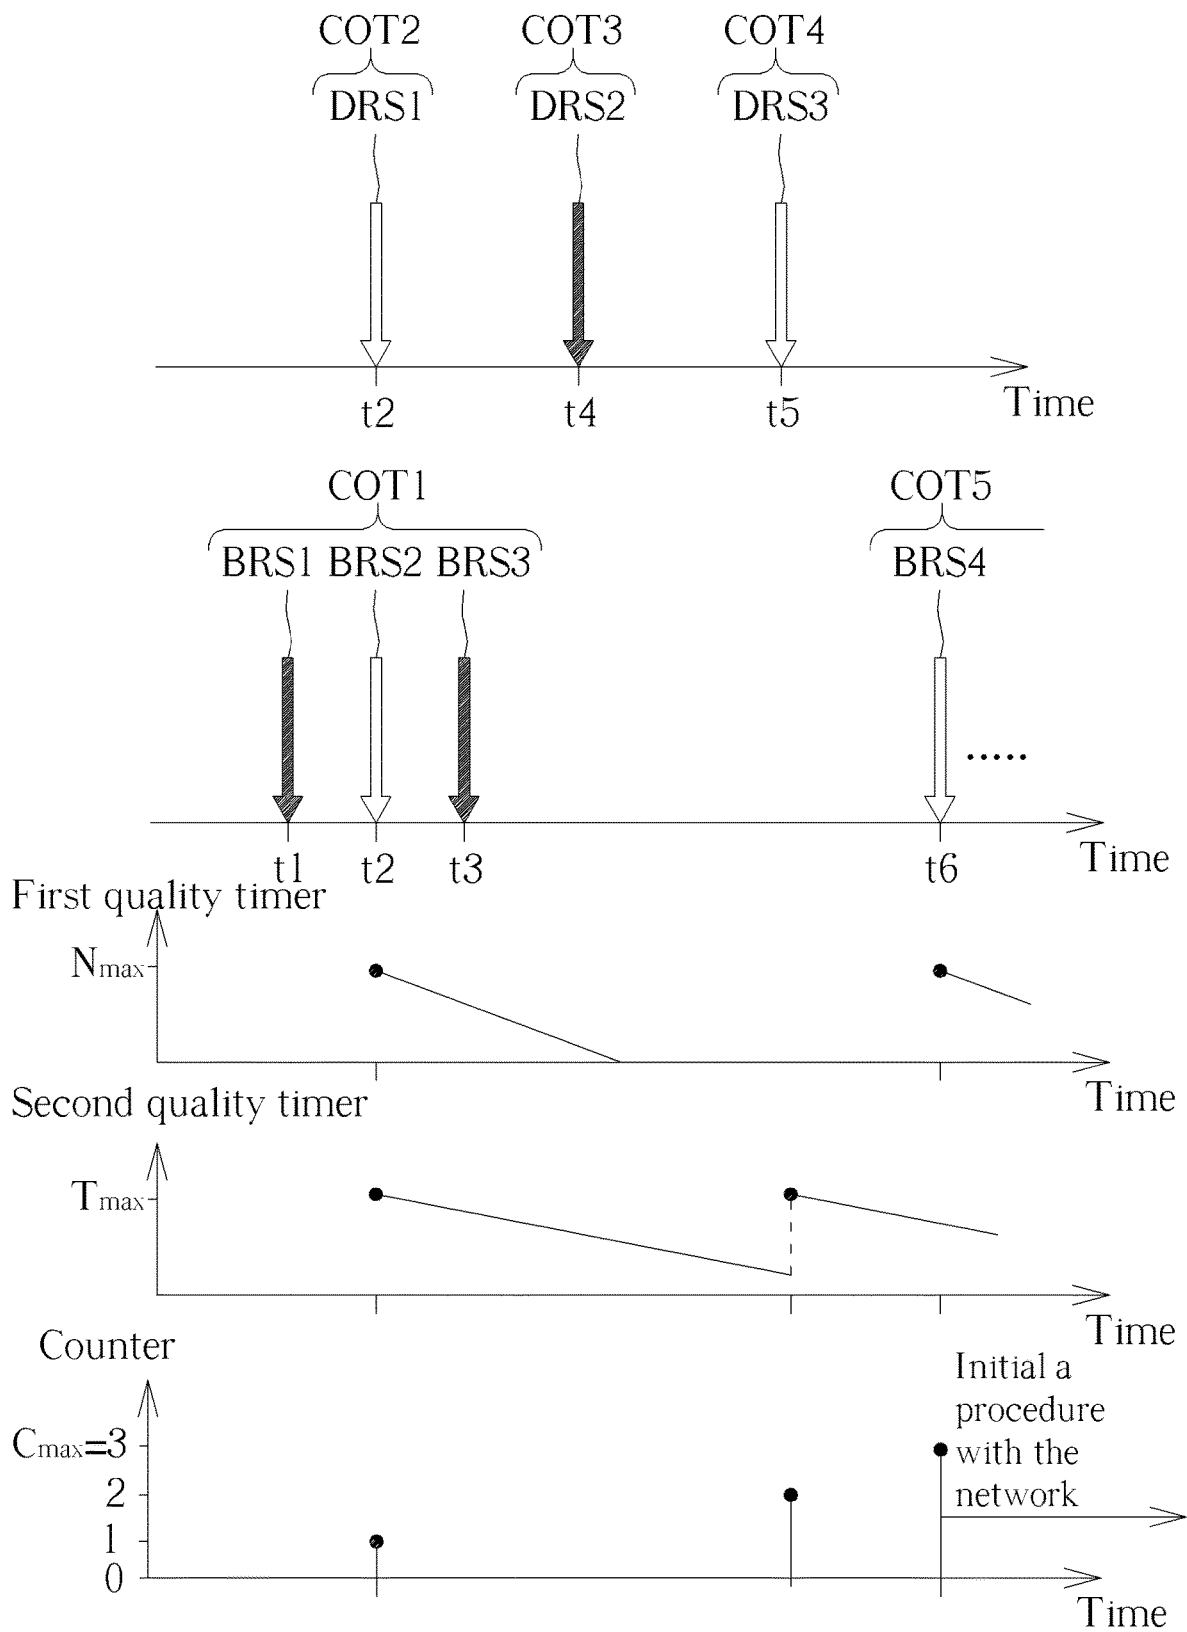 COT2 COT3 COT4
DRS1 DRS2 DRS3
t2 t4 t5
Time
COT1 COT5
BRS1 BRS2 BRS3 BRS4
.....
t1 t2 t3 t6
Time
First quality timer
Nmax
Time
Second quality timer
Tmax
Time
Counter
Initial a
procedure
with the
network
Cmax=3
2
1
0
Time